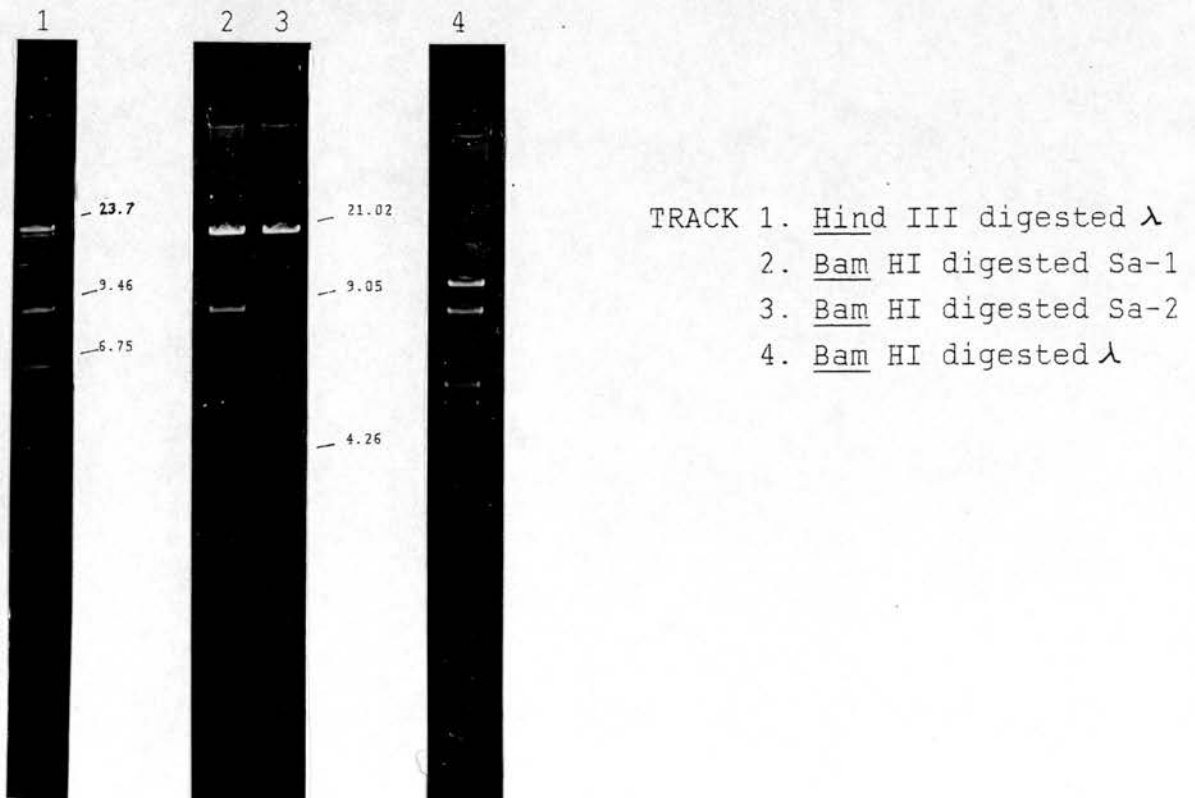 1 2 3 4
23.7
21.02
9.46
9.05
6.75
4.26
TRACK 1. Hind III digested λ
2. Bam HI digested Sa-1
3. Bam HI digested Sa-2
4. Bam HI digested λ